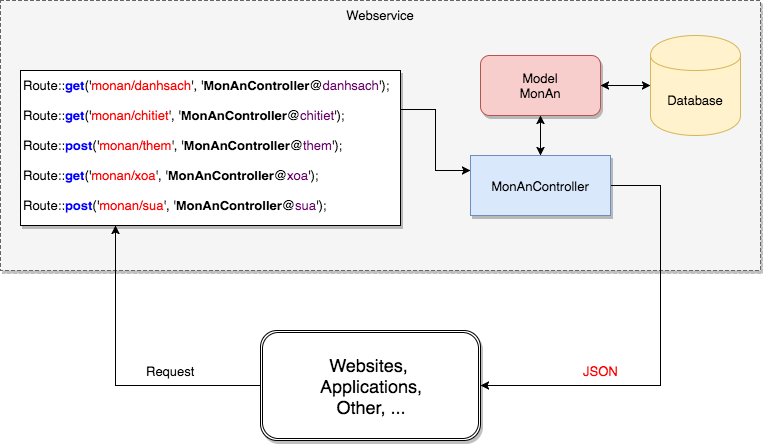 Webservice
Route::get('monan/danhsach', 'MonAnController@danhsach');
Route::get('monan/chitiet', 'MonAnController@chitiet');
Route::post('monan/them', 'MonAnController@them');
Route::get('monan/xoa', 'MonAnController@xoa');
Route::post('monan/sua', 'MonAnController@sua');
Model
MonAn
Database
MonAnController
Request
Websites,
Applications,
Other, ...
JSON